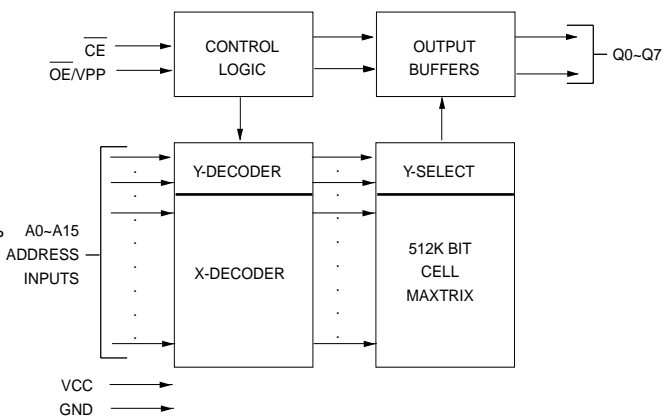 CE
OE/VPP
CONTROL
LOGIC
OUTPUT
BUFFERS
Q0~Q7
A0~A15
ADDRESS
INPUTS
Y-DECODER
X-DECODER
Y-SELECT
512K BIT
CELL
MAXTRIX
VCC
GND